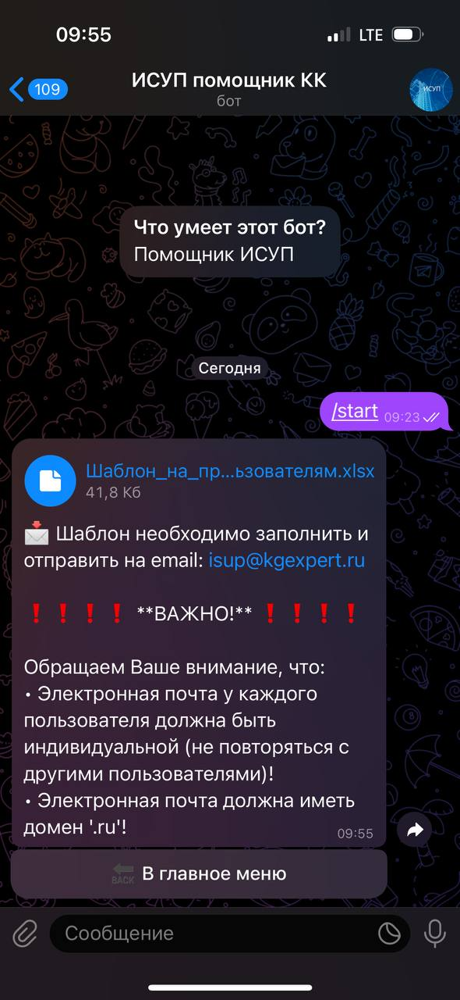 09:55
LTE
109
ИСУП помощник КК
бот
ИСУП
Что умеет этот бот?
Помощник ИСУП
Сегодня
/start 09:23
Шаблон_на_пр...ьзователям.xlsx
41,8 Кб
Шаблон необходимо заполнить и
отправить на email: isup@kgexpert.ru
❗❗❗❗ **ВАЖНО!** ❗❗❗❗
Обращаем Ваше внимание, что:
• Электронная почта у каждого
пользователя должна быть
индивидуальной (не повторяться с
другими пользователями)!
• Электронная почта должна иметь
домен '.ru'!
09:55
BACK В главное меню
Сообщение